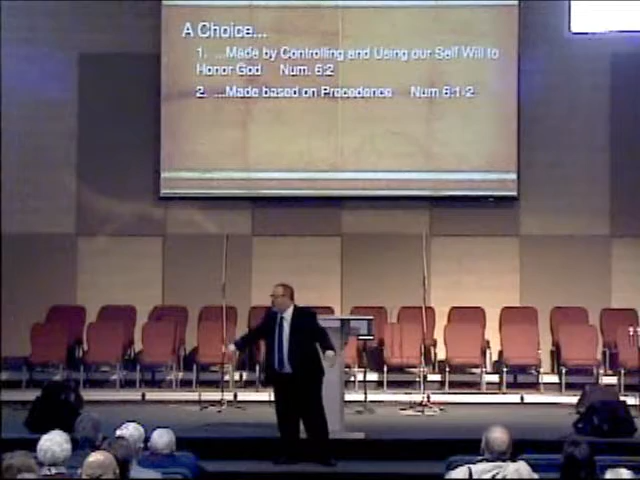 A Choice...
1. ...Made by Controlling and Using our Self Will to
Honor God Num. 6:2
2. ...Made based on Precedence Num 6:1-2